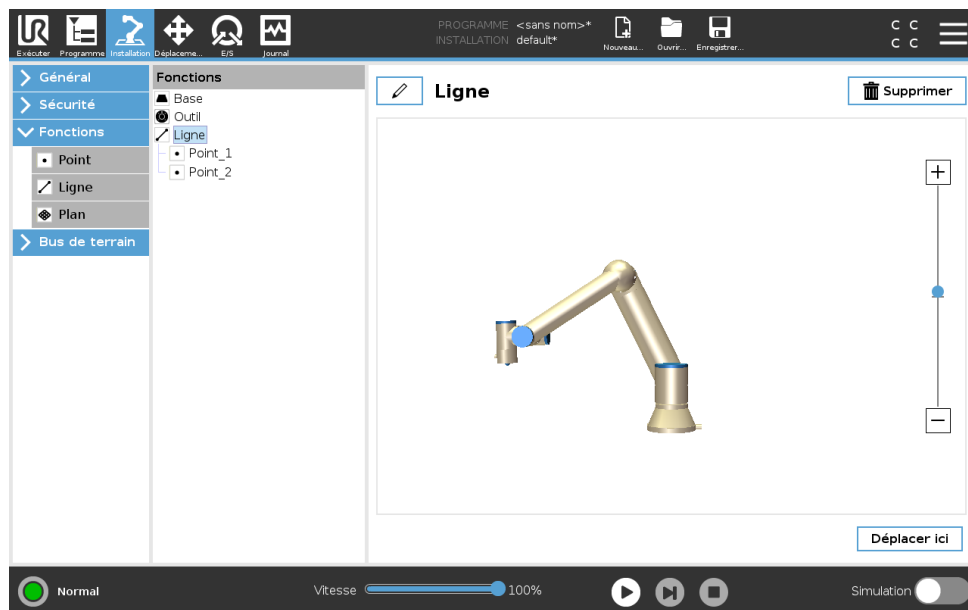 PROGRAMME <sans nom>*
INSTALLATION default*
Exécuter
Programme
Installation
Déplaceme...
E/S
Journal
Nouveau...
Ouvrir...
Enregistrer...
C C
C C
Général
Sécurité
Fonctions
Point
Ligne
Plan
Bus de terrain
Fonctions
Base
Outil
Ligne
Point_1
Point_2
Ligne
Supprimer
Déplacer ici
Normal
Vitesse
100%
Simulation